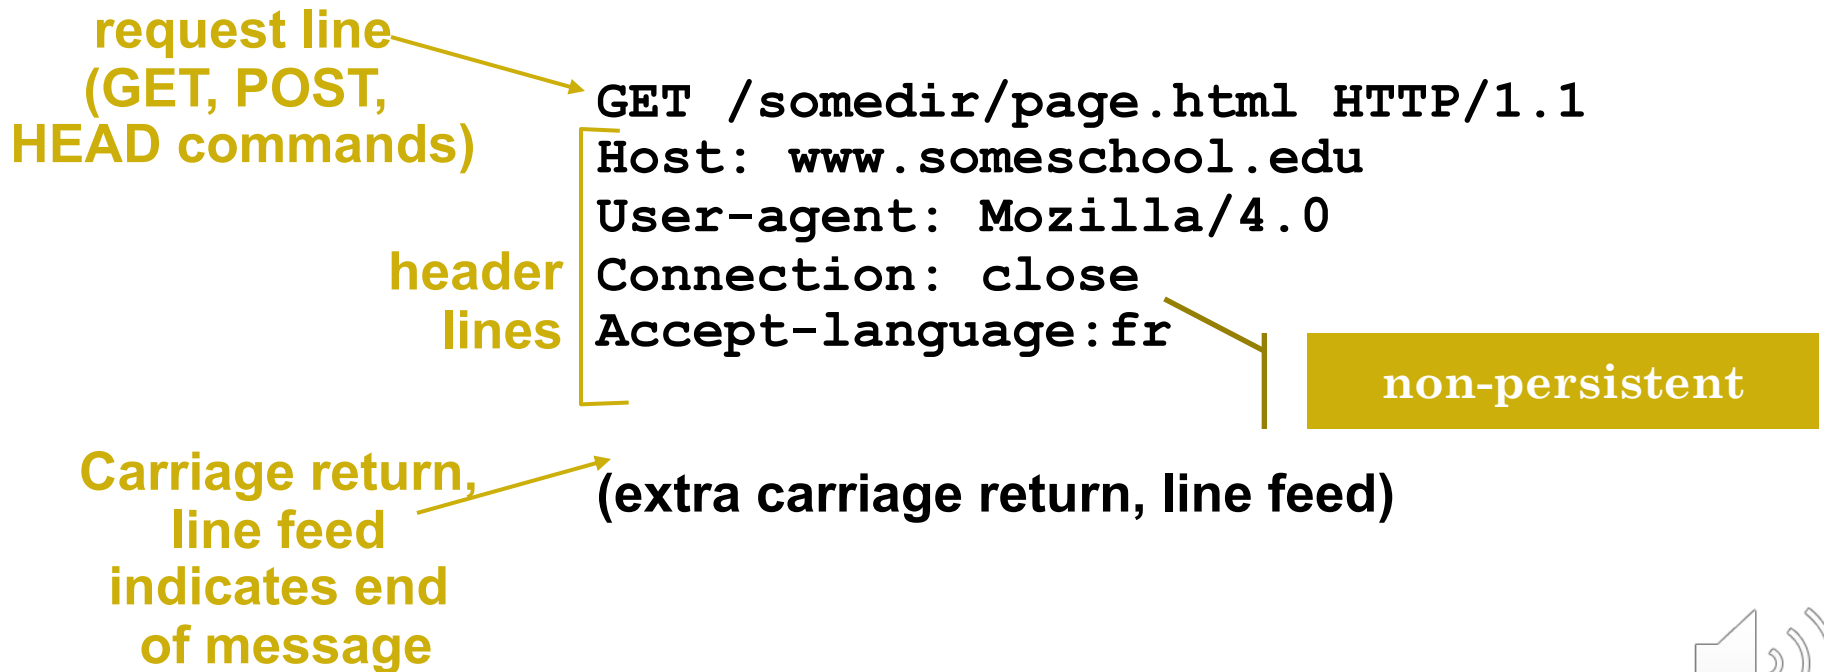 request line
(GET, POST,
HEAD commands)
GET /somedir/page.html HTTP/1.1
Host: www.someschool.edu
User-agent: Mozilla/4.0
Connection: close
Accept-language:fr
header
lines
non-persistent
Carriage return,
line feed
indicates end
of message
(extra carriage return, line feed)